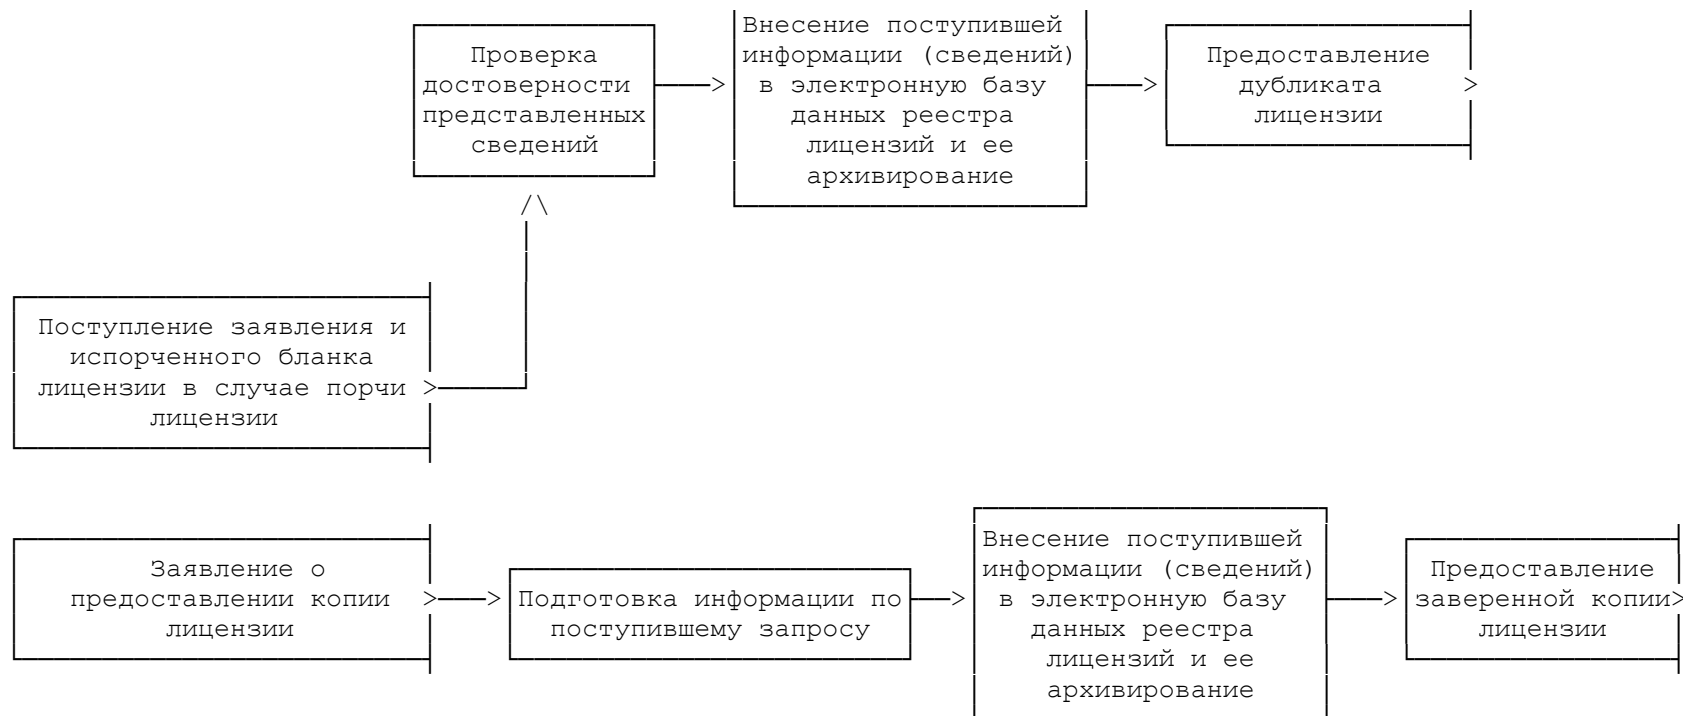 Проверка
достоверности
представленных
сведений
Внесение поступившей
информации (сведений)
в электронную базу
данных реестра
лицензий и ее
архивирование
Предоставление
дубликата
лицензии
Поступление заявления и
испорченного бланка
лицензии в случае порчи
лицензии
Заявление о
предоставлении копии
лицензии
Подготовка информации по
поступившему запросу
Внесение поступившей
информации (сведений)
в электронную базу
данных реестра
лицензий и ее
архивирование
Предоставление
заверенной копии
лицензии